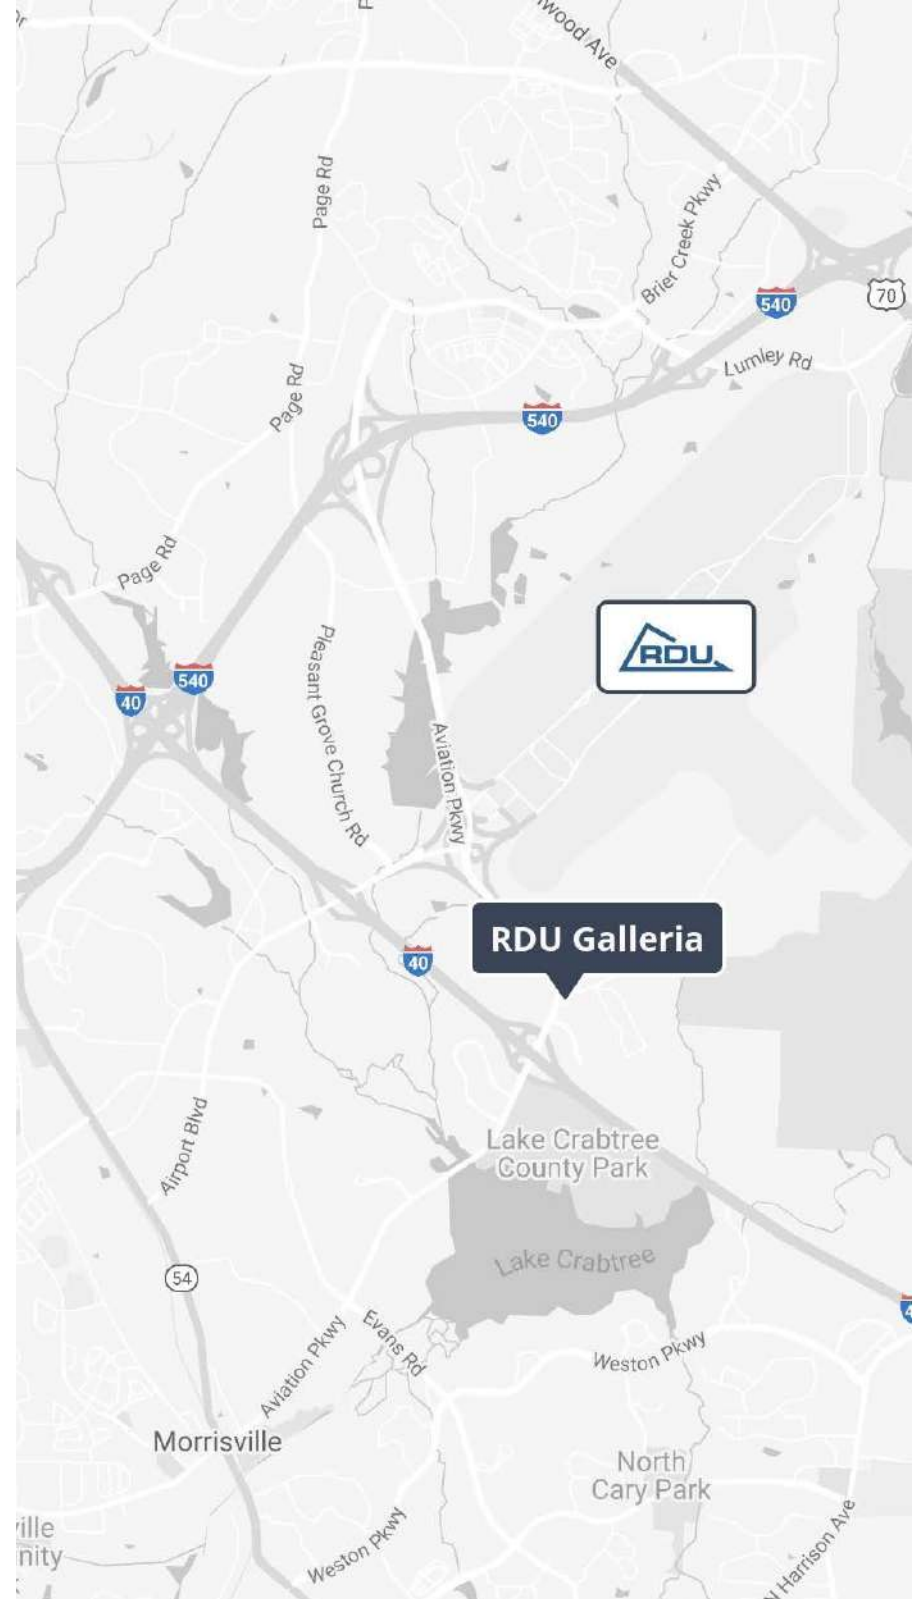 wood Ave
Page Rd
Brier Creek Pkwy
540
70
Lumley Rd
Page Rd
540
Page Rd
RDU
Pleasant Grove Church Rd
540
40
Aviation Pkwy
RDU Galleria
40
Airport Blvd
Lake Crabtree
County Park
Lake Crabtree
54
Evans Rd
Aviation Pkwy
Weston Pkwy
Morrisville
North
Cary Park
Weston Pkwy
N Harrison Ave
ville
nity